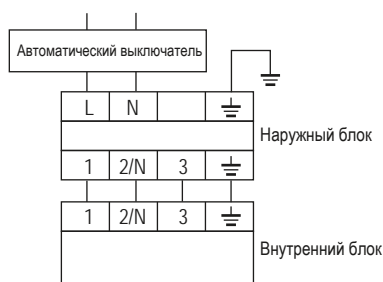 Автоматический выключатель
L N
Наружный блок
1 2/N 3
1 2/N 3
Внутренний блок